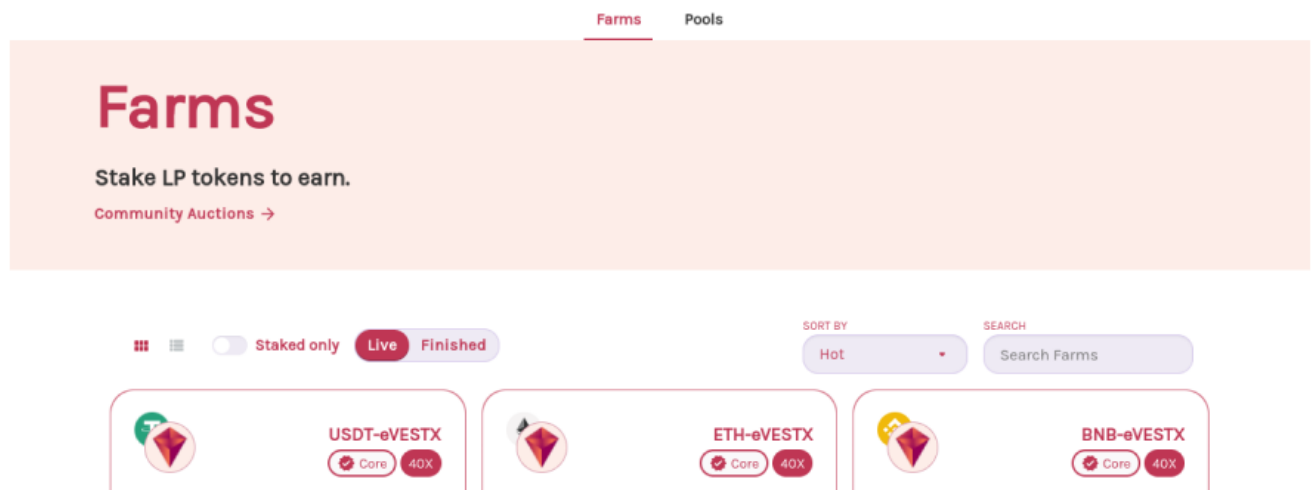 Farms Pools
Farms
Stake LP tokens to earn.
Community Auctions →
SORT BY SEARCH
Staked only Live Finished Hot Search Farms
USDT-eVESTX ETH-eVESTX BNB-eVESTX
Core 40X Core 40X Core 40X